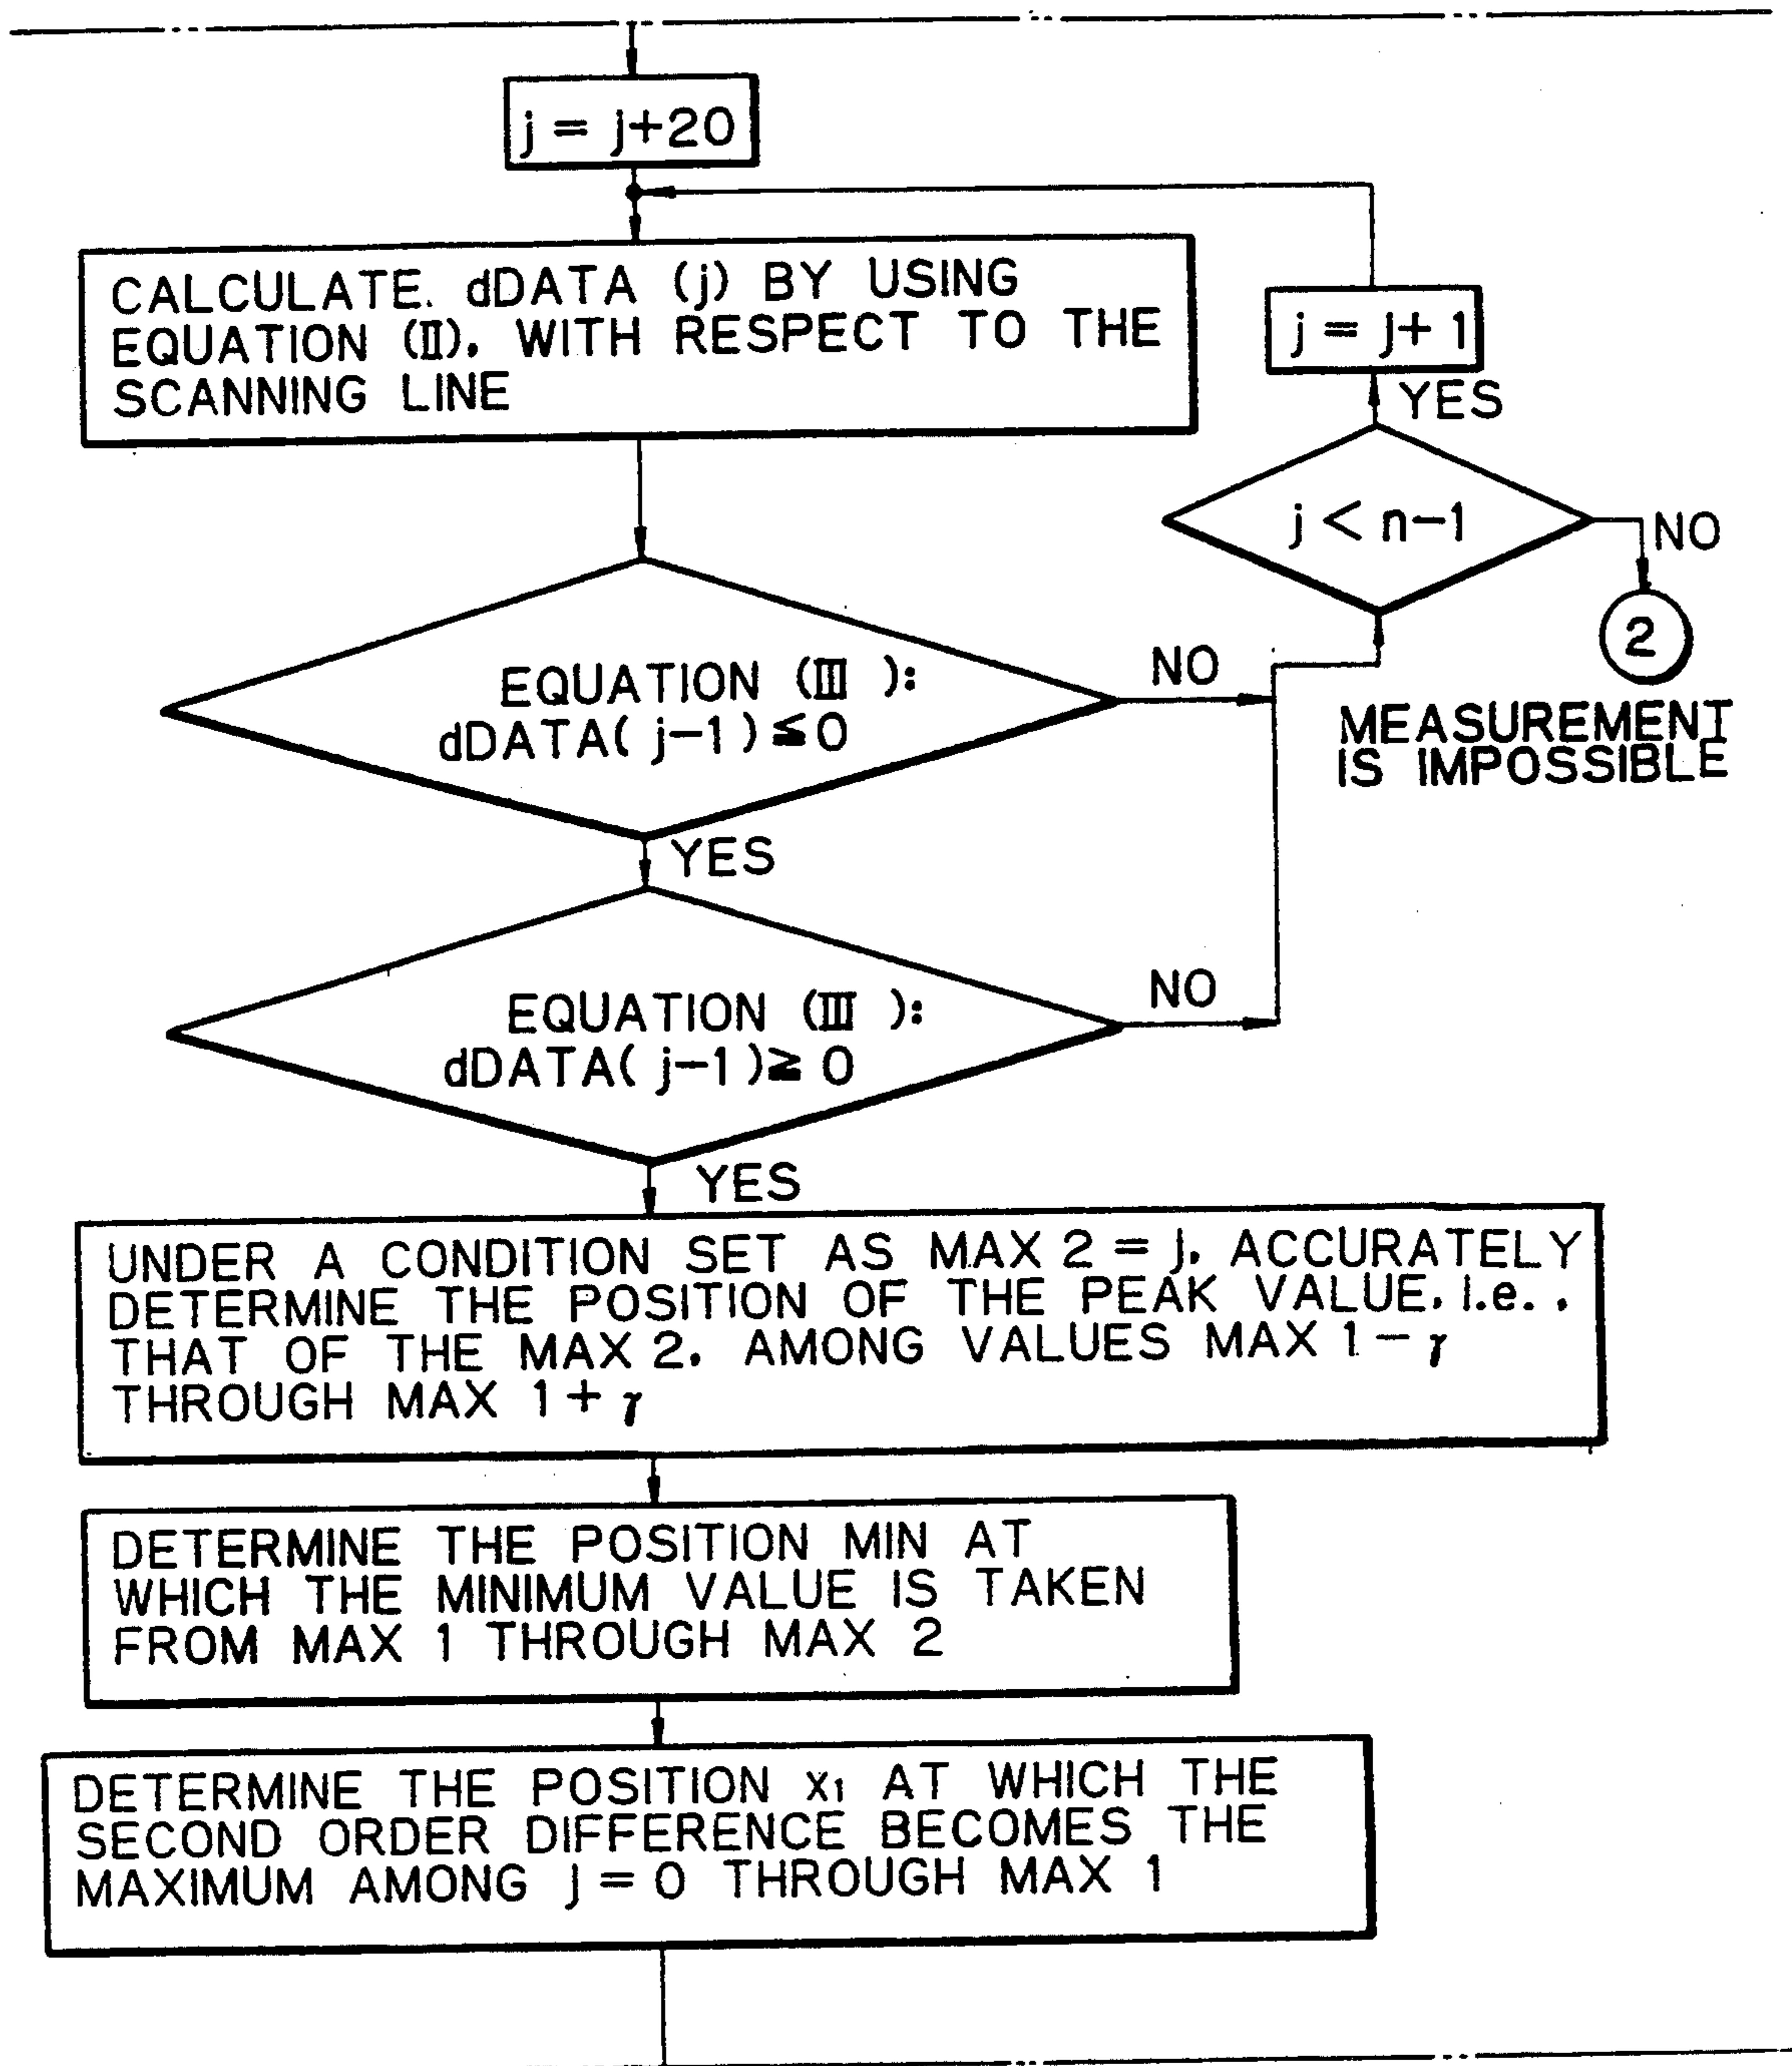 j = j+20
CALCULATE. dDATA (j) BY USING
EQUATION (II), WITH RESPECT TO THE
SCANNING LINE
j = j+1
YES
j < n-1
NO
2
MEASUREMENT
IS IMPOSSIBLE
EQUATION (III ):
dDATA( j-1)≦0
NO
YES
EQUATION (III ):
dDATA( j-1)≧ 0
NO
YES
UNDER A CONDITION SET AS MAX 2 = j, ACCURATELY
DETERMINE THE POSITION OF THE PEAK VALUE, i.e. ,
THAT OF THE MAX 2, AMONG VALUES MAX 1 - γ
THROUGH MAX 1 + γ
DETERMINE THE POSITION MIN AT
WHICH THE MINIMUM VALUE IS TAKEN
FROM MAX 1 THROUGH MAX 2
DETERMINE THE POSITION x1 AT WHICH THE
SECOND ORDER DIFFERENCE BECOMES THE
MAXIMUM AMONG j = 0 THROUGH MAX 1